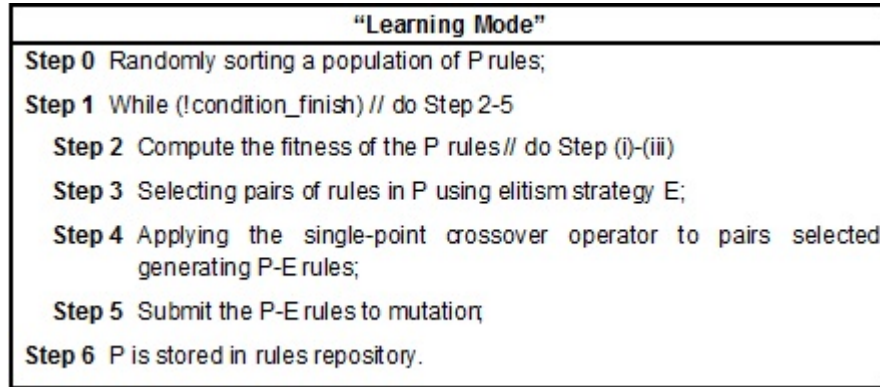 “Learning Mode”
Step 0 Randomly sorting a population of P rules;
Step 1 While (!condition_finish) // do Step 2-5
Step 2 Compute the fitness of the P rules // do Step (i)-(iii)
Step 3 Selecting pairs of rules in P using elitism strategy E;
Step 4 Applying the single-point crossover operator to pairs selected
generating P-E rules;
Step 5 Submit the P-E rules to mutation;
Step 6 P is stored in rules repository.